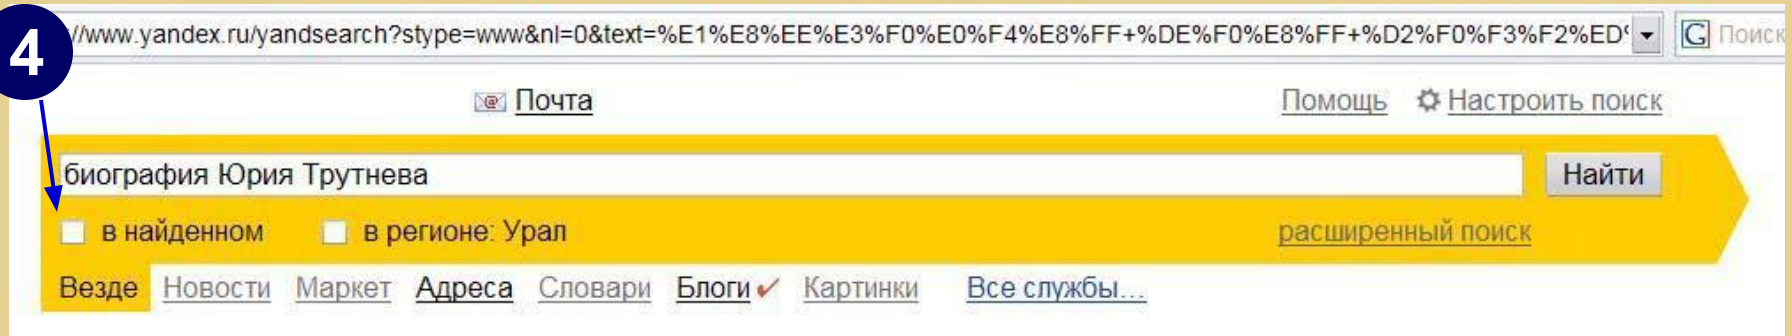 4
//www.yandex.ru/yandsearch?stype=www&nl=0&text=%E1%E8%EE%E3%F0%E0%F4%E8%FF+%DE%F0%E8%FF+%D2%F0%F3%F2%ED% G Поиск
Почта Помощь Настроить поиск
биография Юрия Трутнева Найти
в найденном в регионе: Урал расширенный поиск
Везде Новости Маркет Адреса Словари Блоги Картинки Все службы...